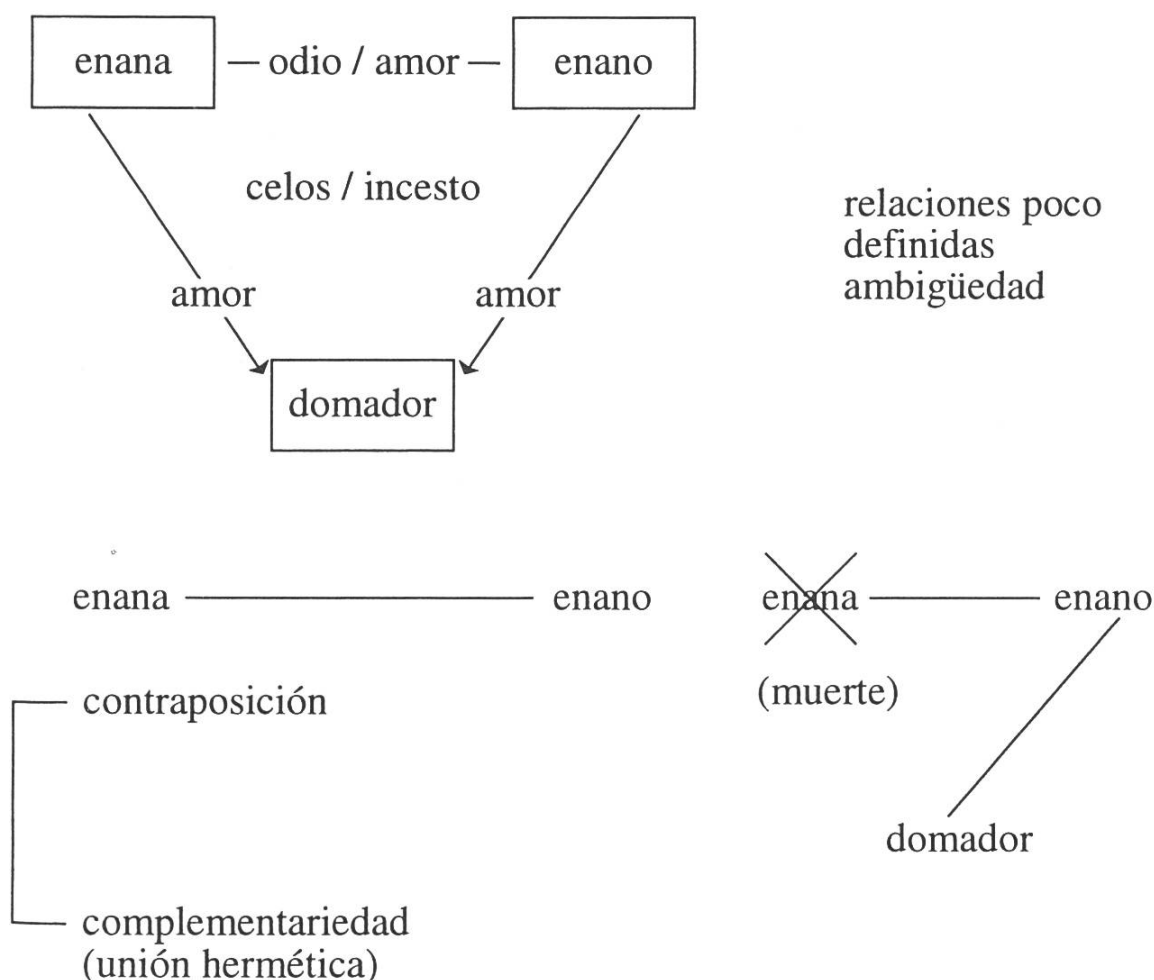 enana — odio / amor — enano
celos / incesto
relaciones poco
definidas
ambigüedad
amor amor
domador
enana enano
enana enano
contraposición
(muerte)
domador
complementariedad
(unión hermética)